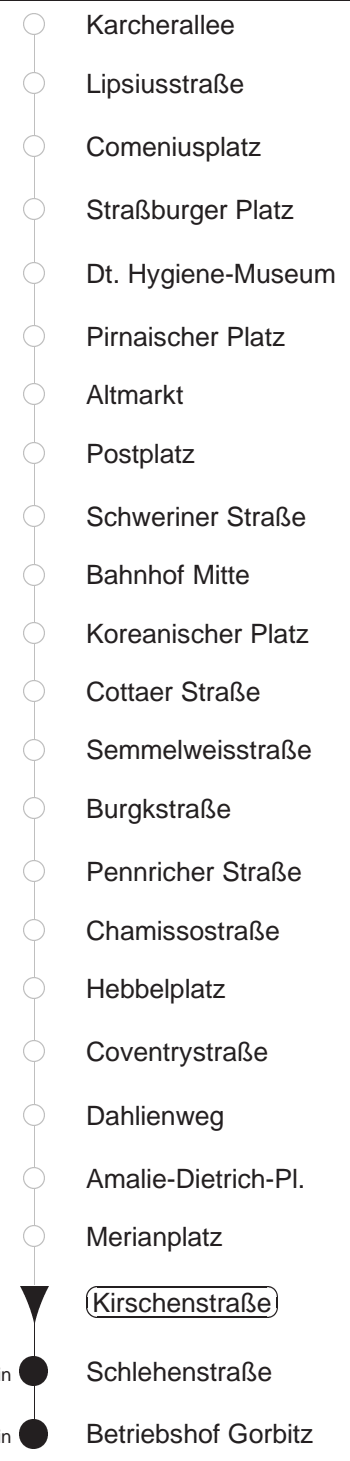 Karcherallee
Lipsiusstraße
Comeniusplatz
Straßburger Platz
Dt. Hygiene-Museum
Pirnaischer Platz
Altmarkt
Postplatz
Schweriner Straße
Bahnhof Mitte
Koreanischer Platz
Cottaer Straße
Semmelweisstraße
Burgkstraße
Pennricher Straße
Chamissostraße
Hebbelplatz
Coventrystraße
Dahlienweg
Amalie-Dietrich-Pl.
Merianplatz
Kirschenstraße
Schlehenstraße
Betriebshof Gorbitz